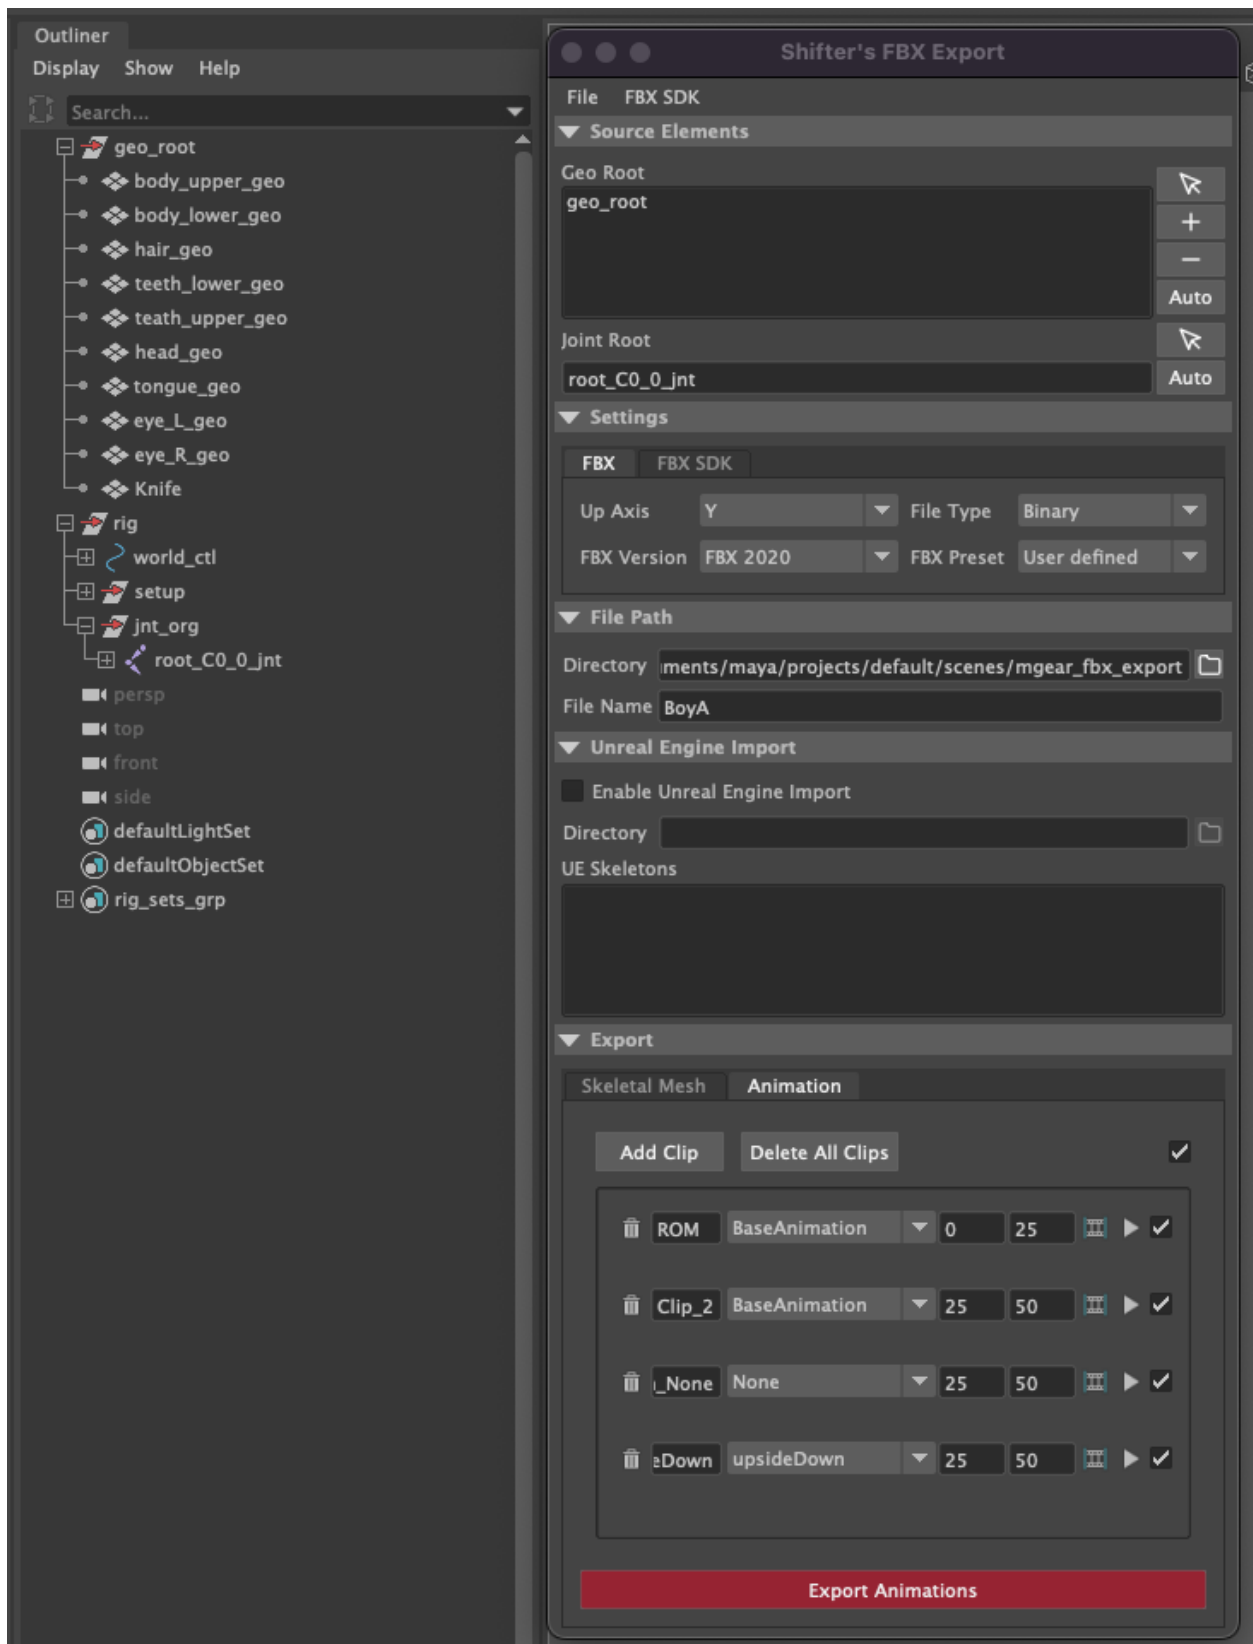 Outliner
Display Show Help
Search...
geo_root
body_upper_geo
body_lower_geo
hair_geo
teeth_lower_geo
teath_upper_geo
head_geo
tongue_geo
eye_L_geo
eye_R_geo
Knife
rig
world_ctl
setup
jnt_org
root_C0_0_jnt
persp
top
front
side
defaultLightSet
defaultObjectSet
rig_sets_grp
Shifter's FBX Export
File FBX SDK
Source Elements
Geo Root
geo_root
Auto
Joint Root
root_C0_0_jnt Auto
Settings
FBX FBX SDK
Up Axis Y File Type Binary
FBX Version FBX 2020 FBX Preset User defined
File Path
Directory ments/maya/projects/default/scenes/mgear_fbx_export
File Name BoyA
Unreal Engine Import
Enable Unreal Engine Import
Directory
UE Skeletons
Export
Skeletal Mesh Animation
Add Clip Delete All Clips
ROM BaseAnimation 0 25
Clip_2 BaseAnimation 25 50
_None None 25 50
eDown upsideDown 25 50
Export Animations